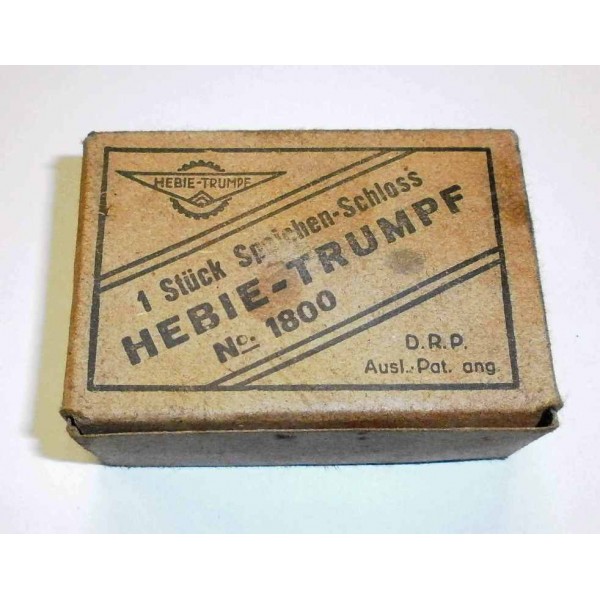 HEBIE-TRUMPF
1 Stück Speichen-Schloss
HEBIE-TRUMPF
No. 1800
D.R.P.
Ausl.-Pat. ang.